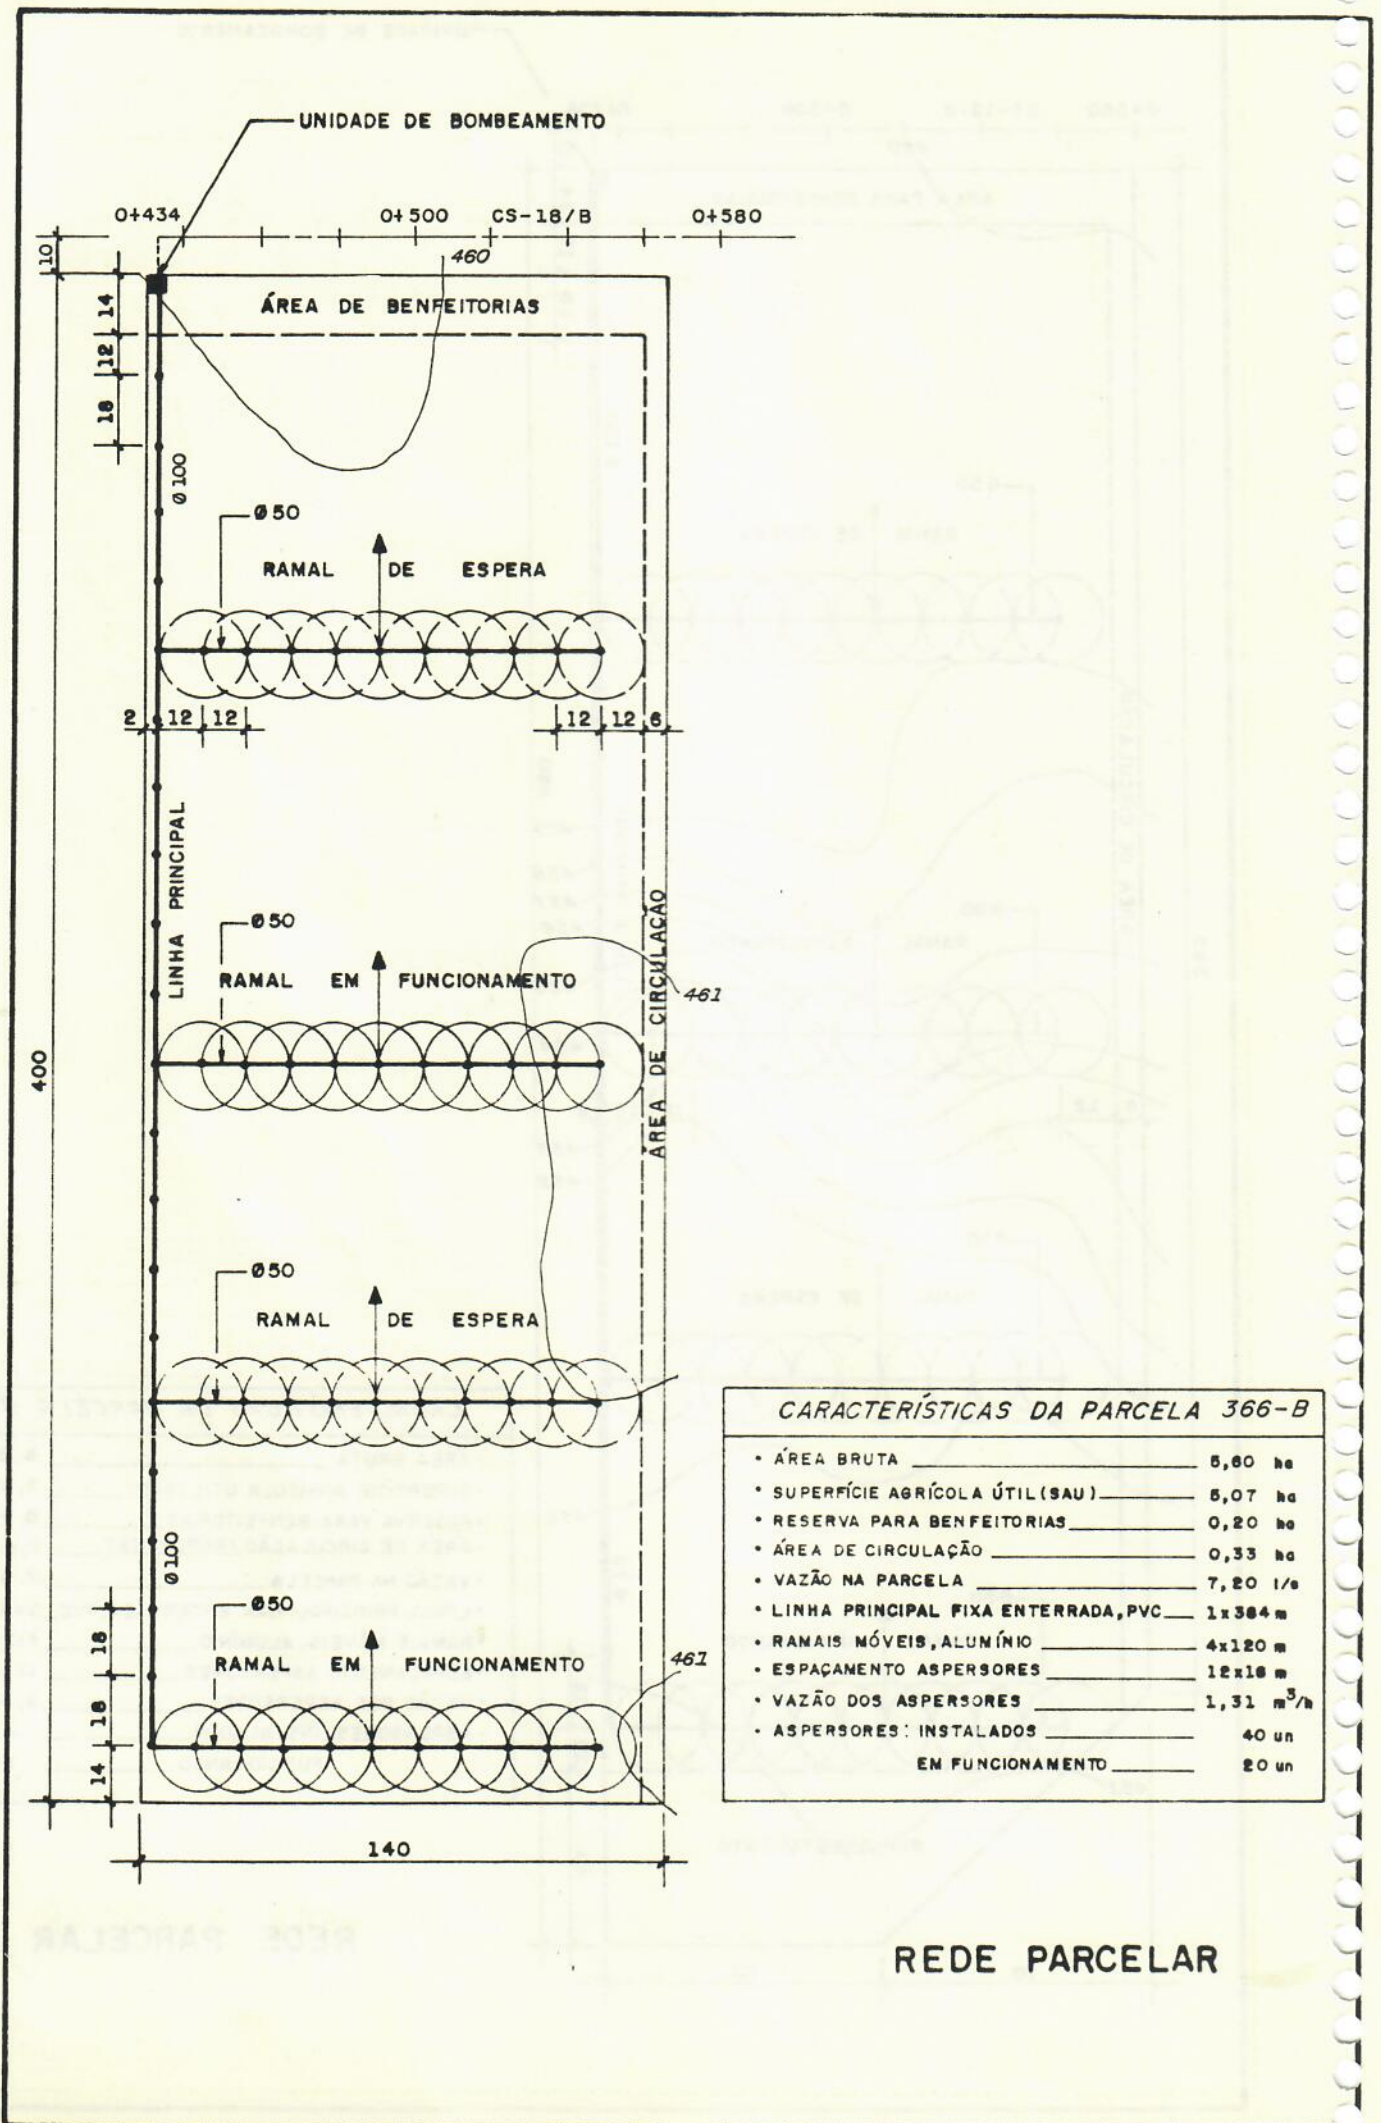 UNIDADE DE BOMBEAMENTO
0+434 0+500 CS-18/B 0+580
10
460
14
ÁREA DE BENFEITORIAS
12
18
Ø100
Ø50
RAMAL DE ESPERA
2 12 12 12 12 6
LINHA PRINCIPAL
Ø50
RAMAL EM FUNCIONAMENTO
461
ÁREA DE CIRCULAÇÃO
400
Ø50
RAMAL DE ESPERA
Ø100
Ø50
18
RAMAL EM FUNCIONAMENTO
461
18
14
140
CARACTERÍSTICAS DA PARCELA 366-B
• ÁREA BRUTA 5,60 ha
• SUPERFÍCIE AGRÍCOLA ÚTIL(SAU) 5,07 ha
• RESERVA PARA BENFEITORIAS 0,20 ha
• ÁREA DE CIRCULAÇÃO 0,33 ha
• VAZÃO NA PARCELA 7,20 l/s
• LINHA PRINCIPAL FIXA ENTERRADA, PVC 1x384 m
• RAMAIS MÓVEIS, ALUMÍNIO 4x120 m
• ESPAÇAMENTO ASPERSORES 12x18 m
• VAZÃO DOS ASPERSORES 1,31 m³/h
• ASPERSORES: INSTALADOS 40 un
EM FUNCIONAMENTO 20 un
REDE PARCELAR